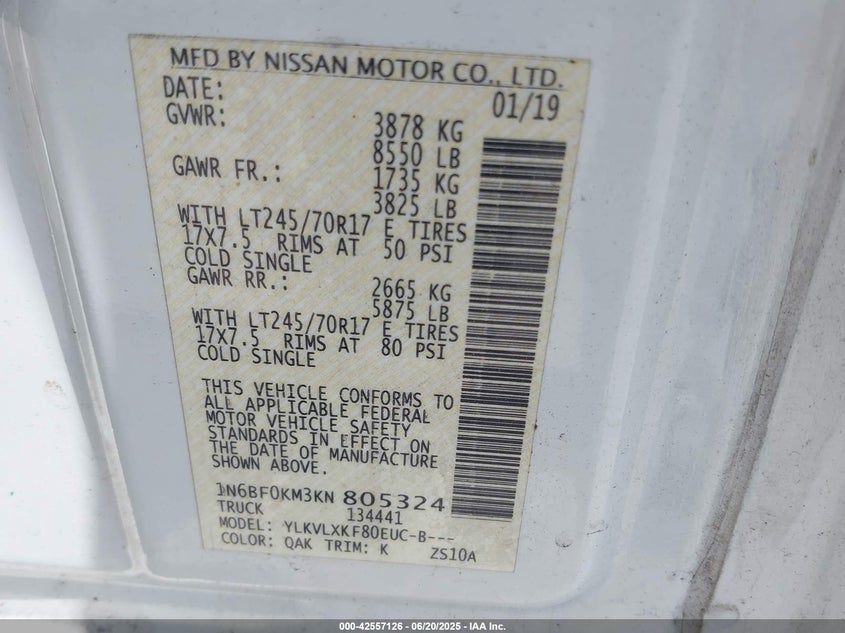 MFD BY NISSAN MOTOR CO., LTD.
DATE: 01/19
GVWR: 3878 KG
8550 LB
GAWR FR.: 1735 KG
3825 LB
WITH LT245/70R17 E TIRES
17X7.5 RIMS AT 50 PSI
COLD SINGLE
GAWR RR.: 2665 KG
5875 LB
WITH LT245/70R17 E TIRES
17X7.5 RIMS AT 80 PSI
COLD SINGLE
THIS VEHICLE CONFORMS TO
ALL APPLICABLE FEDERAL
MOTOR VEHICLE SAFETY
STANDARDS IN EFFECT ON
THE DATE OF MANUFACTURE
SHOWN ABOVE.
1N6BF0KM3KN 805324
TRUCK 134441
MODEL: YLKVLXKF80EUC-B---
COLOR: QAK TRIM: K ZS10A
000-42557126 - 06/20/2025 - IAA Inc.